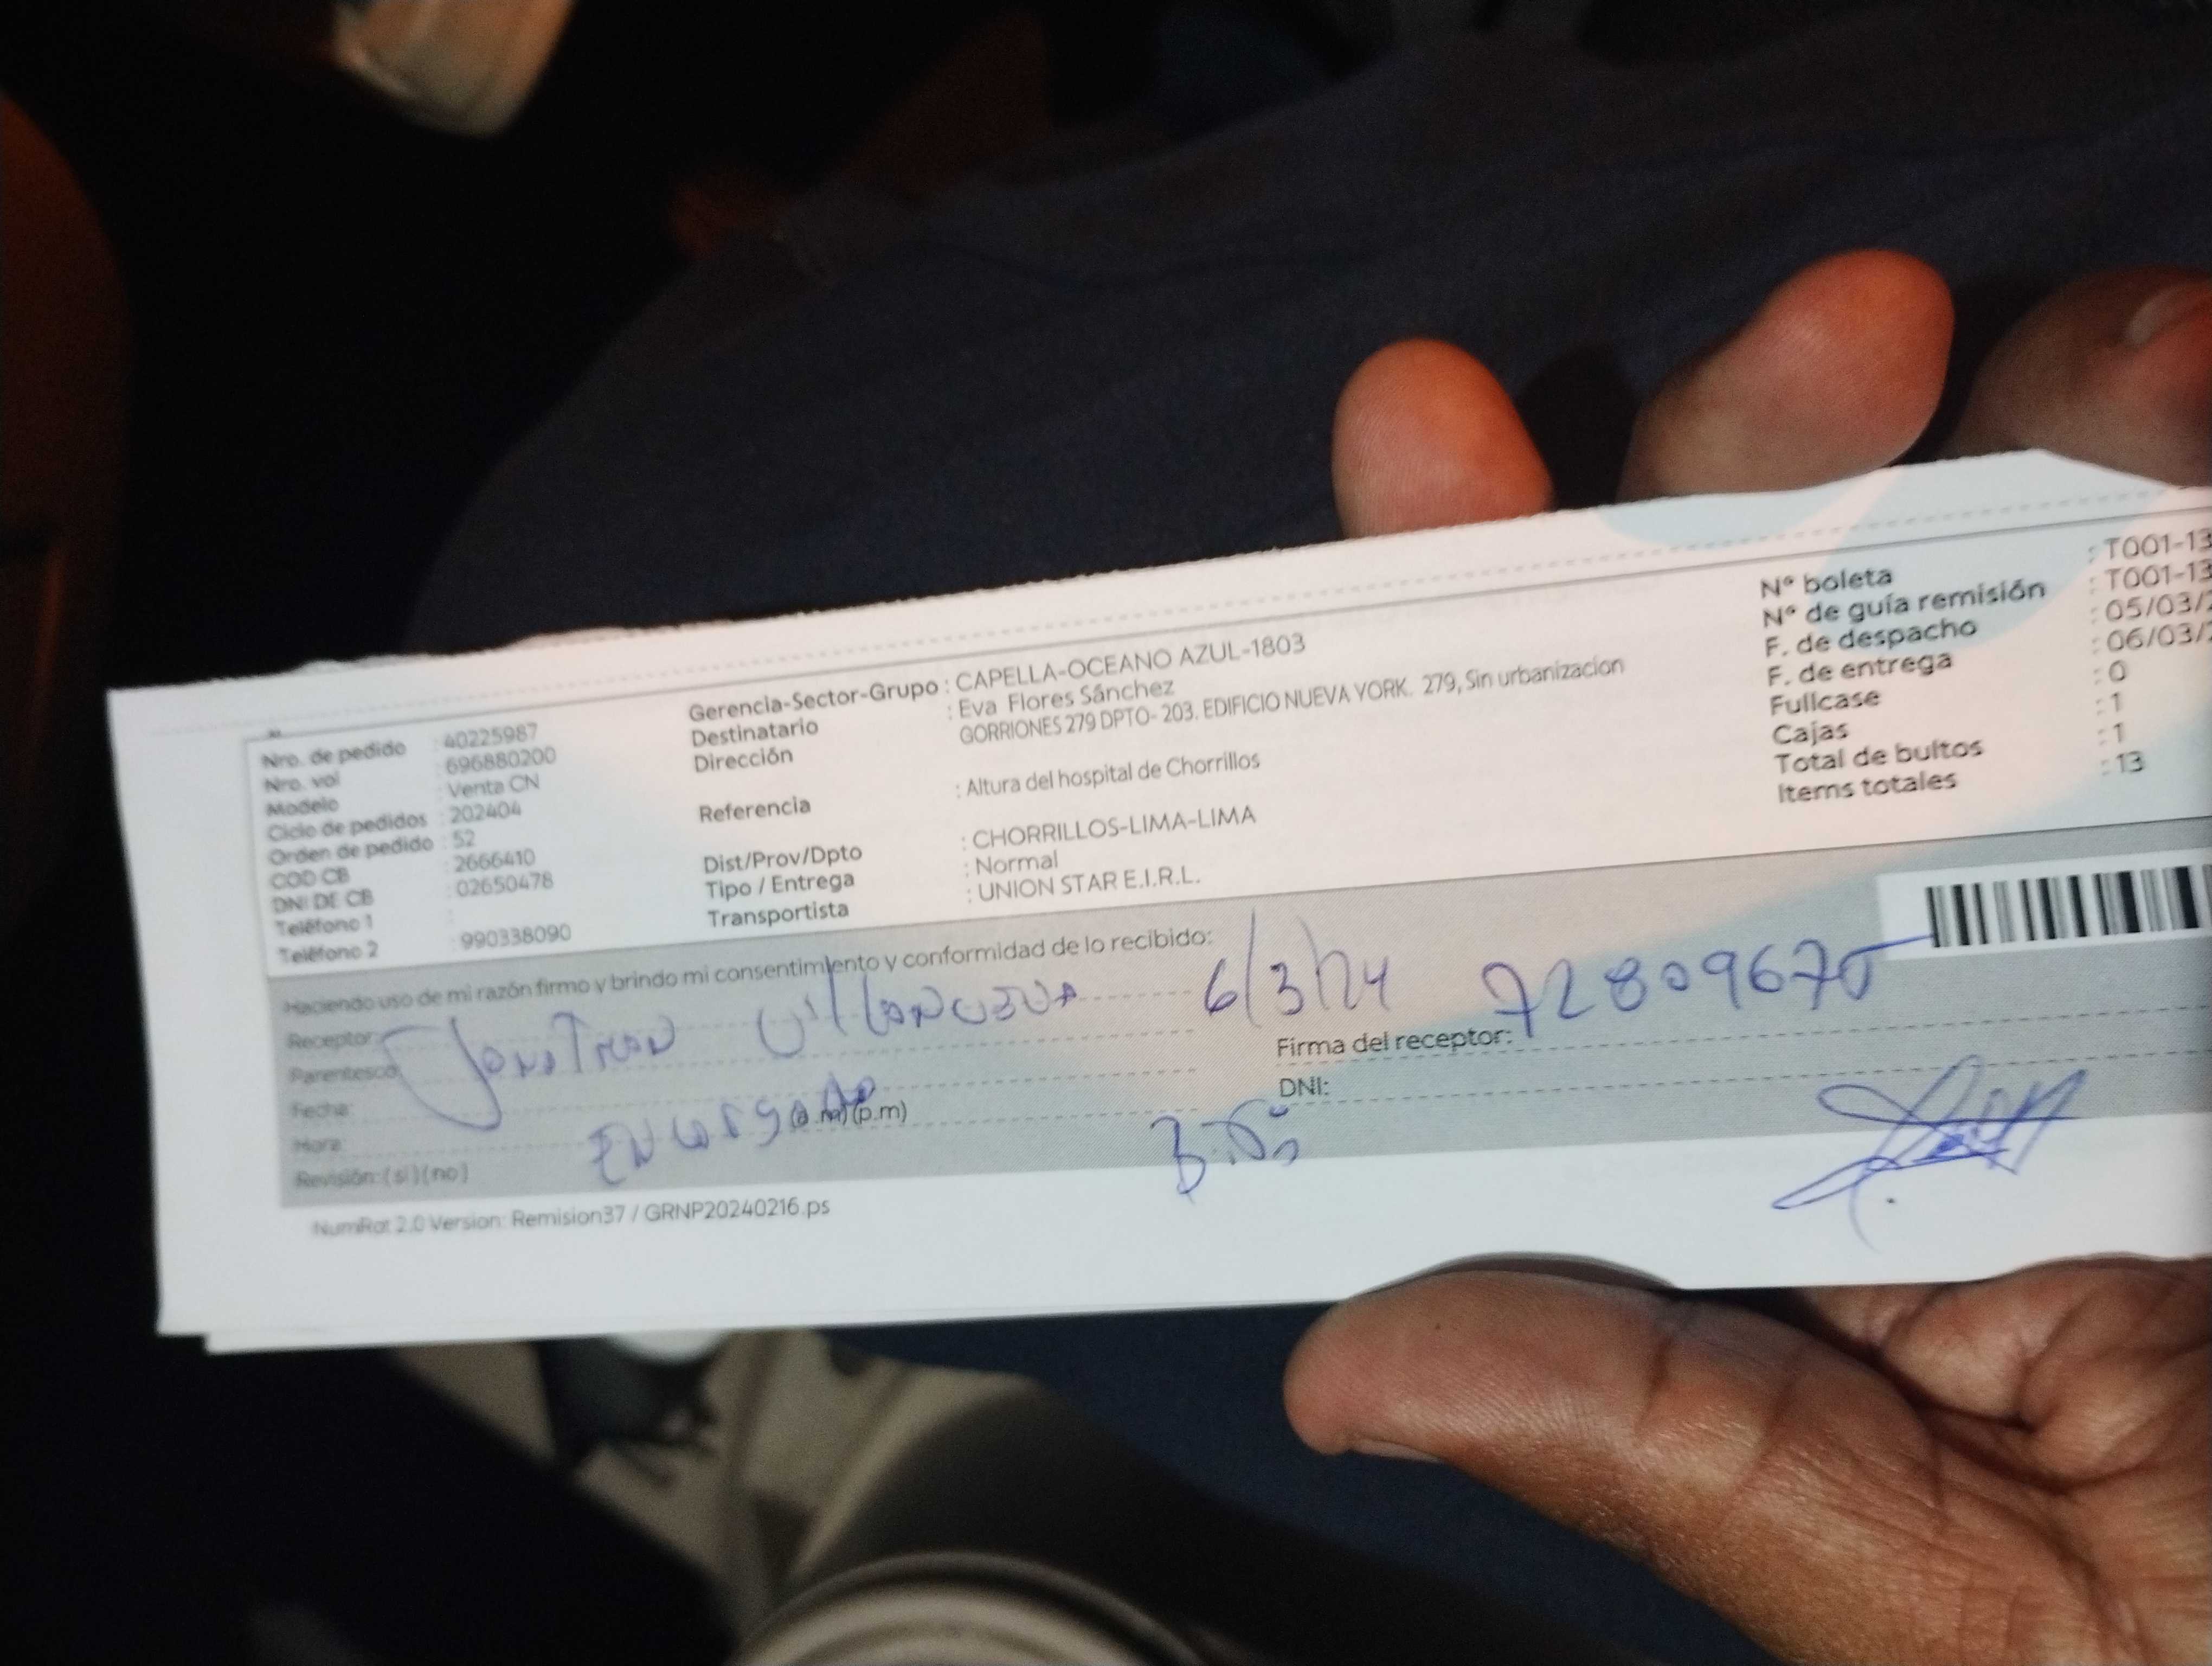 Nro. de pedido : 40225987
Nro. vol : 696880200
Modelo : Venta CN
Ciclo de pedidos : 202404
Orden de pedido : 52
COD CB : 2666410
DNI DE CB : 02650478
Teléfono 1 :
Teléfono 2 : 990338090
Gerencia-Sector-Grupo : CAPELLA-OCEANO AZUL-1803
Destinatario : Eva Flores Sánchez
Dirección GORRIONES 279 DPTO- 203. EDIFICIO NUEVA YORK. 279, Sin urbanizacion
Referencia : Altura del hospital de Chorrillos
Dist/Prov/Dpto : CHORRILLOS-LIMA-LIMA
Tipo / Entrega : Normal
Transportista : UNION STAR E.I.R.L.
N° boleta : T001-13
N° de guía remisión : T001-13
F. de despacho : 05/03/2
F. de entrega : 06/03/2
Fullcase : 0
Cajas : 1
Total de bultos : 1
Items totales : 13
Haciendo uso de mi razón firmo y brindo mi consentimiento y conformidad de lo recibido:
Receptor: Jonathan Villanueva 6/3/24 72809675
Parentesco: Firma del receptor:
Fecha: Encargado DNI:
Hora: (a.m)(p.m)
Revisión: (si)(no)
NumRot 2.0 Version: Remision37 / GRNP20240216.ps